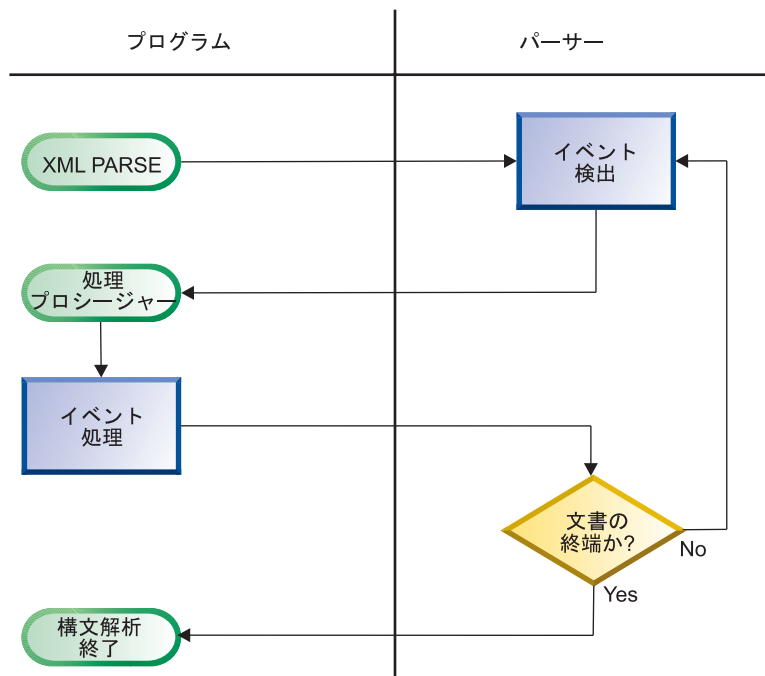 プログラム
パーサー
XML PARSE
イベント
検出
処理
プロシージャー
イベント
処理
文書の
終端か?
No
Yes
構文解析
終了